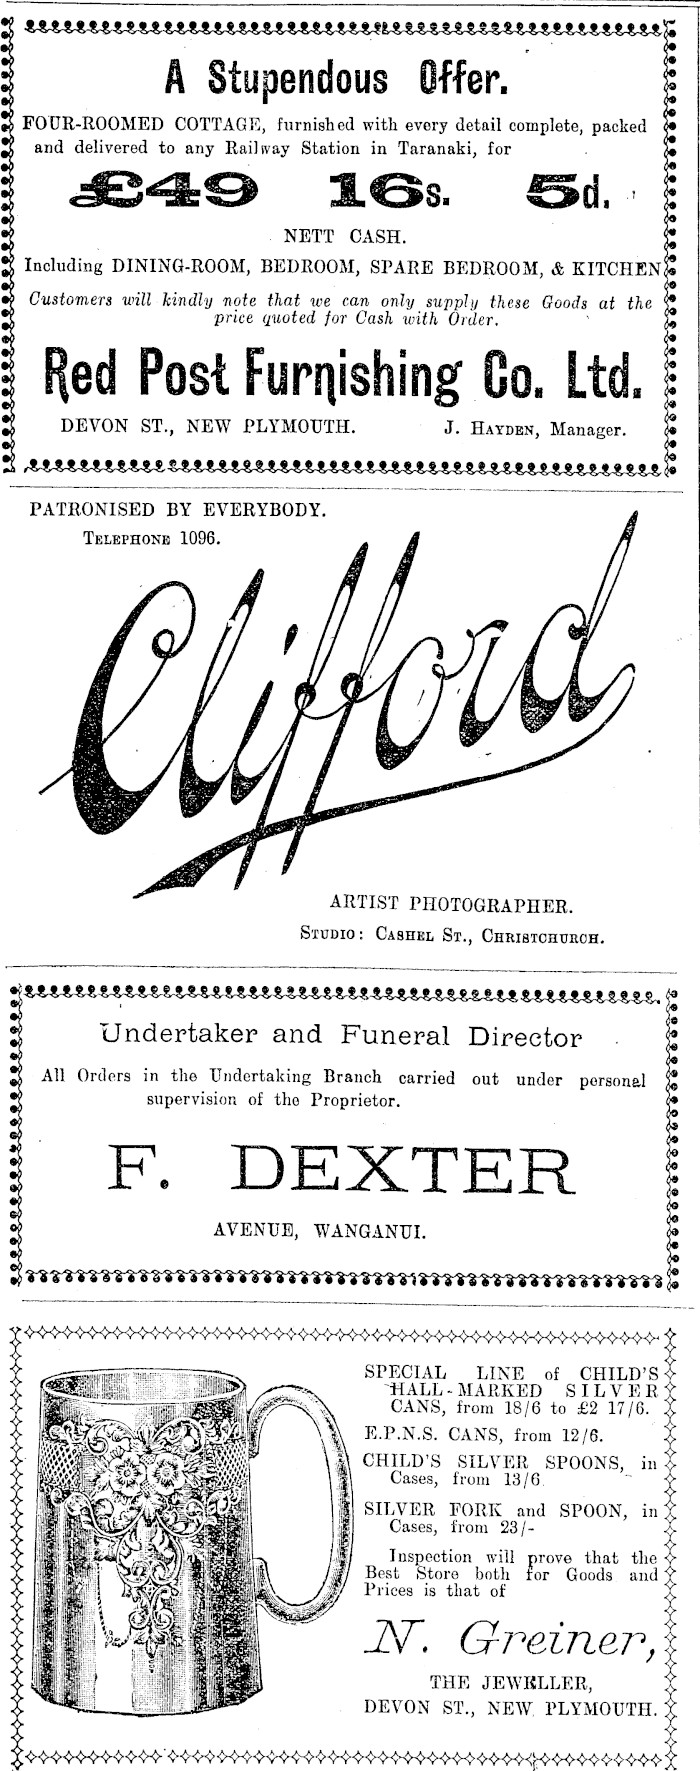 A Stupendous Offer.
FOUR-ROOMED COTTAGE, furnished with every detail complete, packed
and delivered to any Railway Station in Taranaki, for
£49 16s. 5d.
NETT CASH.
Including DINING-ROOM, BEDROOM, SPARE BEDROOM, & KITCHEN
Customers will kindly note that we can only supply these Goods at the
price quoted for Cash with Order.
Red Post Furnishing Co. Ltd.
DEVON ST., NEW PLYMOUTH. J. HAYDEN, Manager.
PATRONISED BY EVERYBODY.
TELEPHONE 1096.
Clifford
ARTIST PHOTOGRAPHER.
STUDIO: CASHEL ST., CHRISTCHURCH.
Undertaker and Funeral Director
All Orders in the Undertaking Branch carried out under personal
supervision of the Proprietor.
F. DEXTER
AVENUE, WANGANUI.
SPECIAL LINE of CHILD'S
HALL-MARKED SILVER
CANS, from 18/6 to £2 17/6.
E.P.N.S. CANS, from 12/6.
CHILD'S SILVER SPOONS, in
Cases, from 13/6
SILVER FORK and SPOON, in
Cases, from 23/-
Inspection will prove that the
Best Store both for Goods and
Prices is that of
N. Greiner,
THE JEWELLER,
DEVON ST., NEW PLYMOUTH.